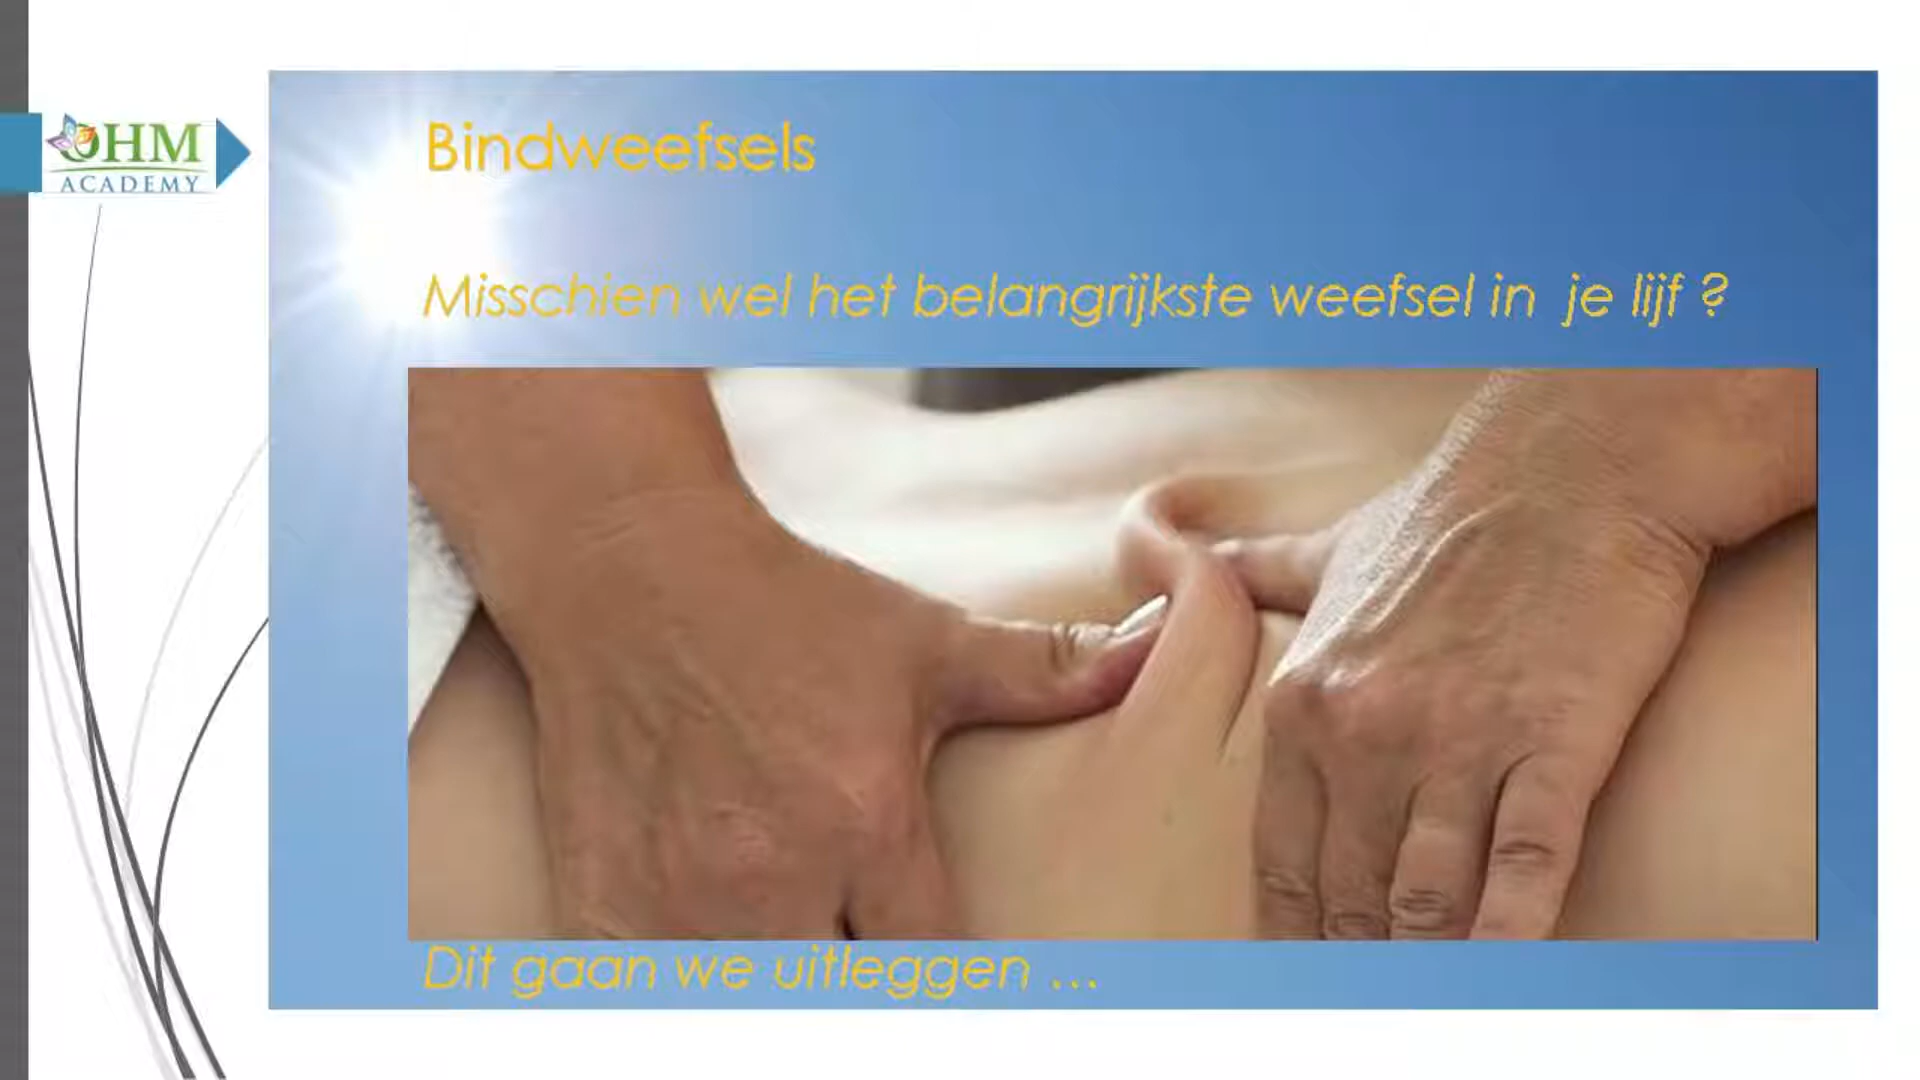 OHM
ACADEMY
Bindweefsels
Misschien wel het belangrijkste weefsel in je lijf ?
Dit gaan we uitleggen ...